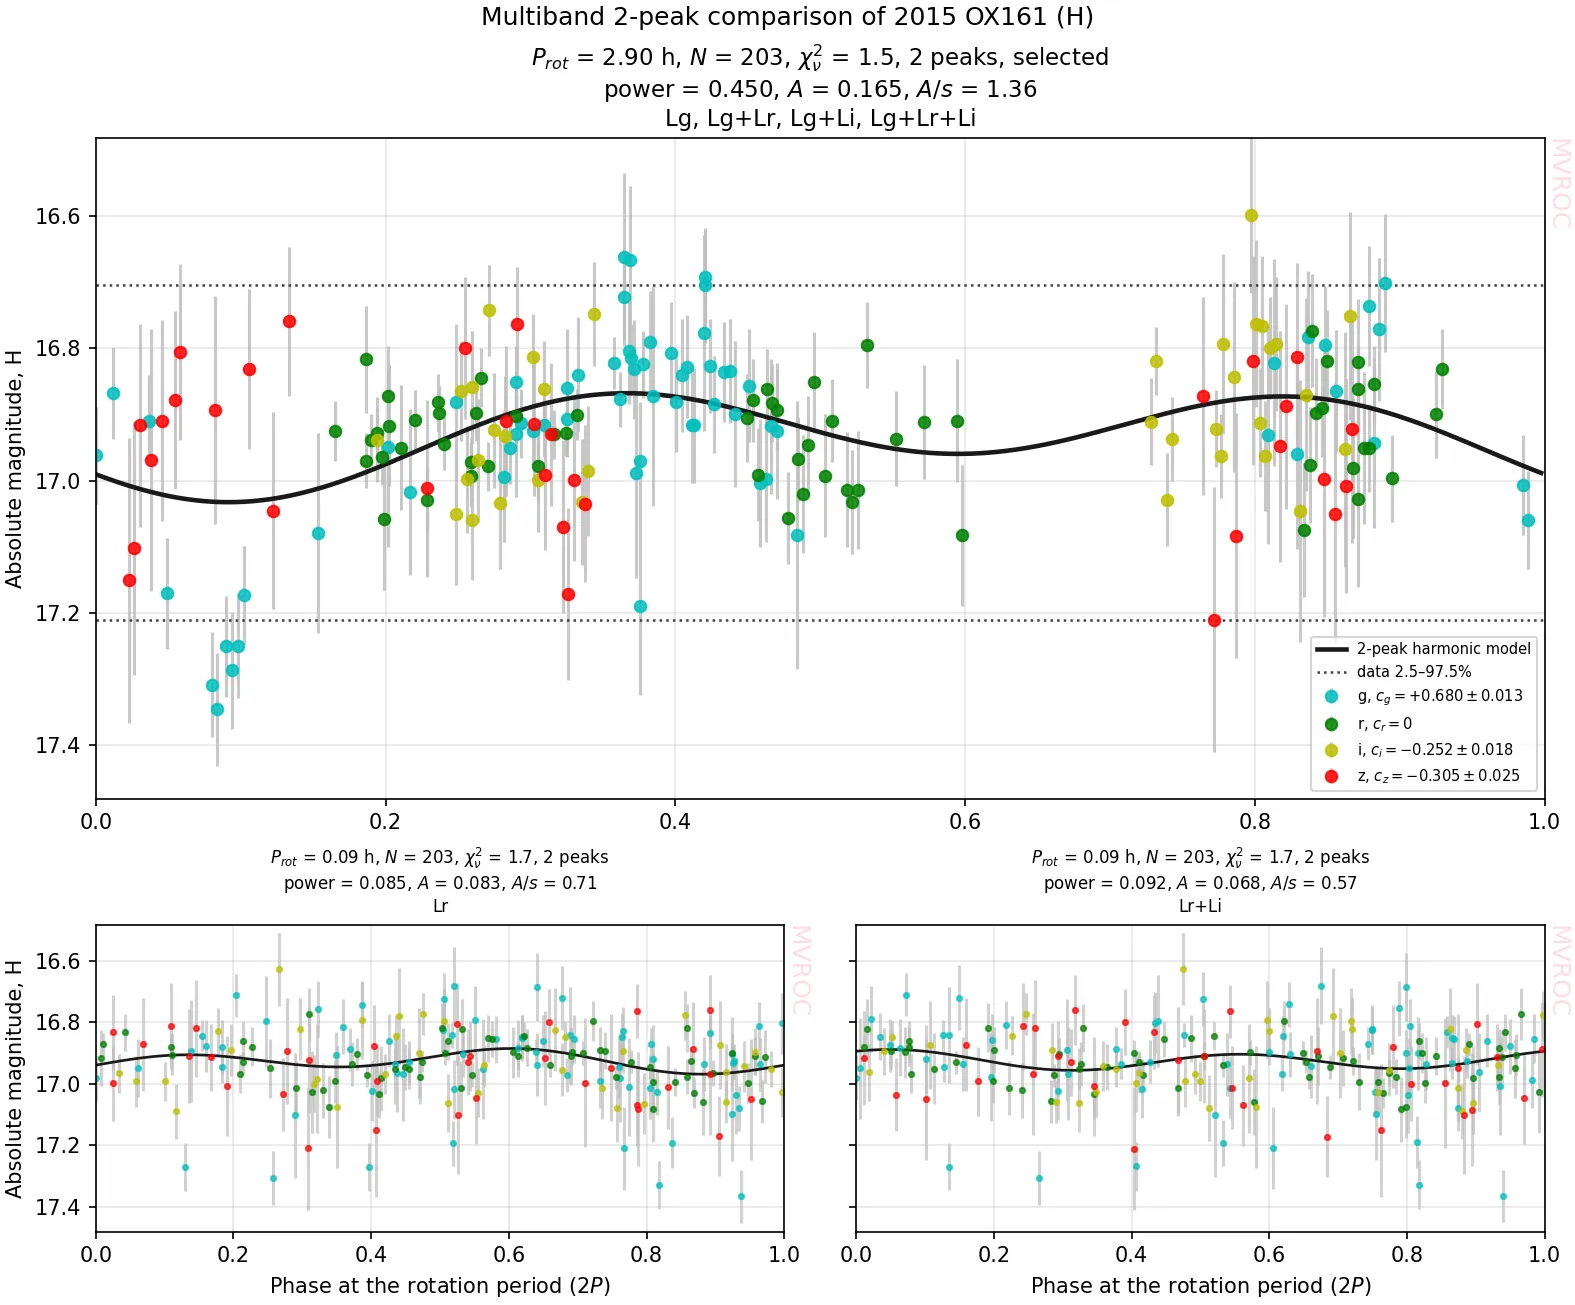 Multiband 2-peak comparison of 2015 OX161 (H)
P_rot = 2.90 h, N = 203, χ²_ν = 1.5, 2 peaks, selected
power = 0.450, A = 0.165, A/s = 1.36
Lg, Lg+Lr, Lg+Li, Lg+Lr+Li
MVROC
Absolute magnitude, H
16.6
16.8
17.0
17.2
17.4
2-peak harmonic model
data 2.5–97.5%
g, c_g = +0.680 ± 0.013
r, c_r = 0
i, c_i = −0.252 ± 0.018
z, c_z = −0.305 ± 0.025
0.0 0.2 0.4 0.6 0.8 1.0
P_rot = 0.09 h, N = 203, χ²_ν = 1.7, 2 peaks
power = 0.085, A = 0.083, A/s = 0.71
Lr
MVROC
Absolute magnitude, H
16.6
16.8
17.0
17.2
17.4
0.0 0.2 0.4 0.6 0.8 1.0
Phase at the rotation period (2P)
P_rot = 0.09 h, N = 203, χ²_ν = 1.7, 2 peaks
power = 0.092, A = 0.068, A/s = 0.57
Lr+Li
MVROC
0.0 0.2 0.4 0.6 0.8 1.0
Phase at the rotation period (2P)